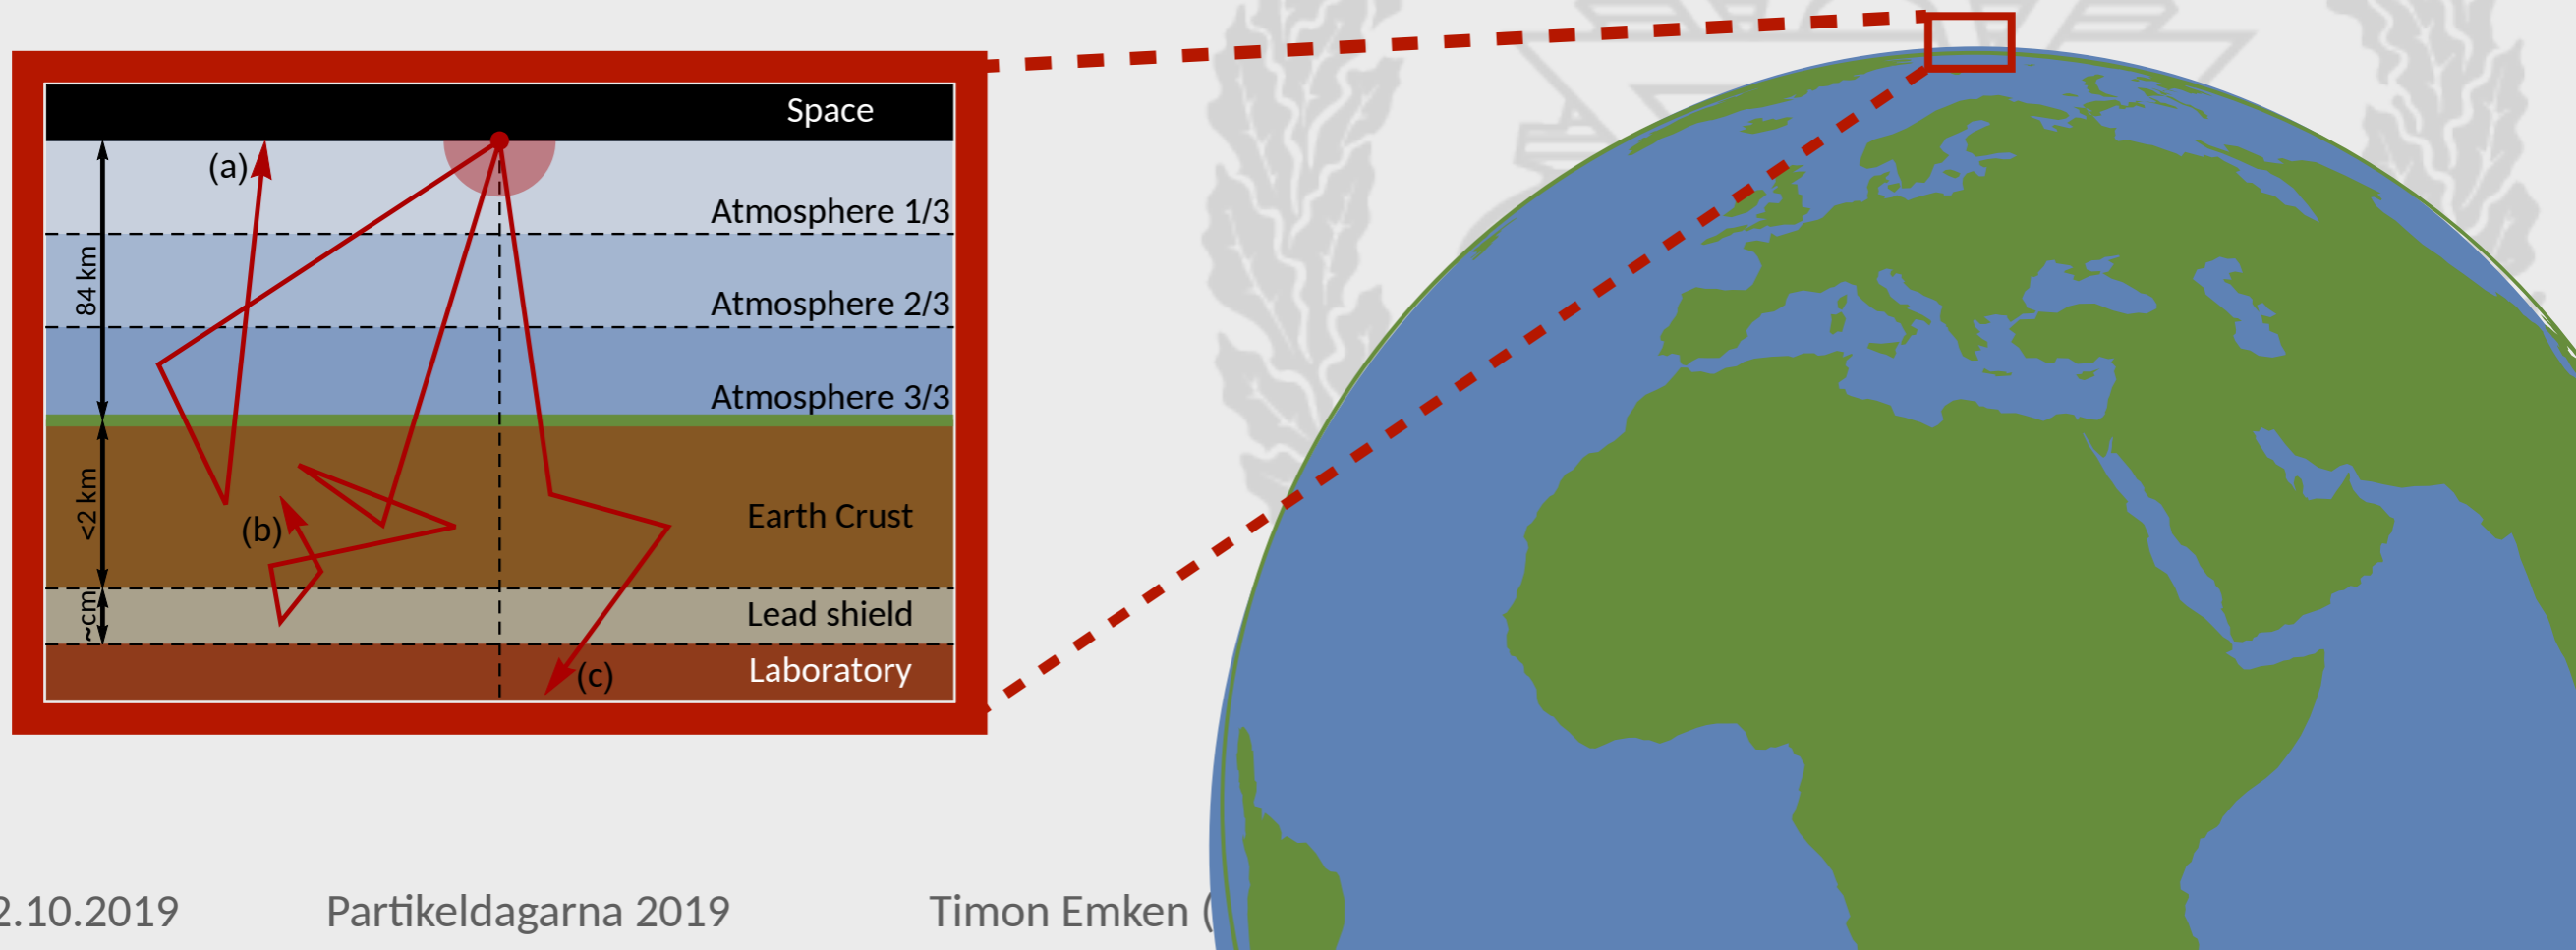 Space
(a)
Atmosphere 1/3
84 km
Atmosphere 2/3
Atmosphere 3/3
<2 km
Earth Crust
(b)
~cm
Lead shield
Laboratory
(c)
2.10.2019 Partikeldagarna 2019 Timon Emken (